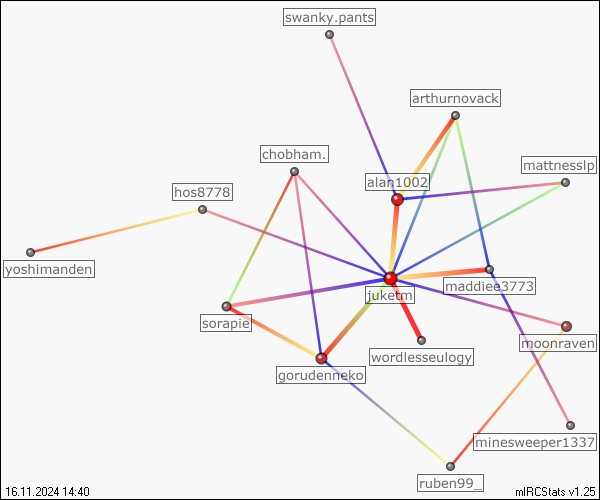 swanky.pants
arthurnovack
chobham.
mattnesslp
alan1002
hos8778
yoshimanden
maddiee3773
juketm
sorapie
moonraven
wordlesseulogy
gorudenneko
minesweeper1337
ruben99_
16.11.2024 14:40
mIRCStats v1.25